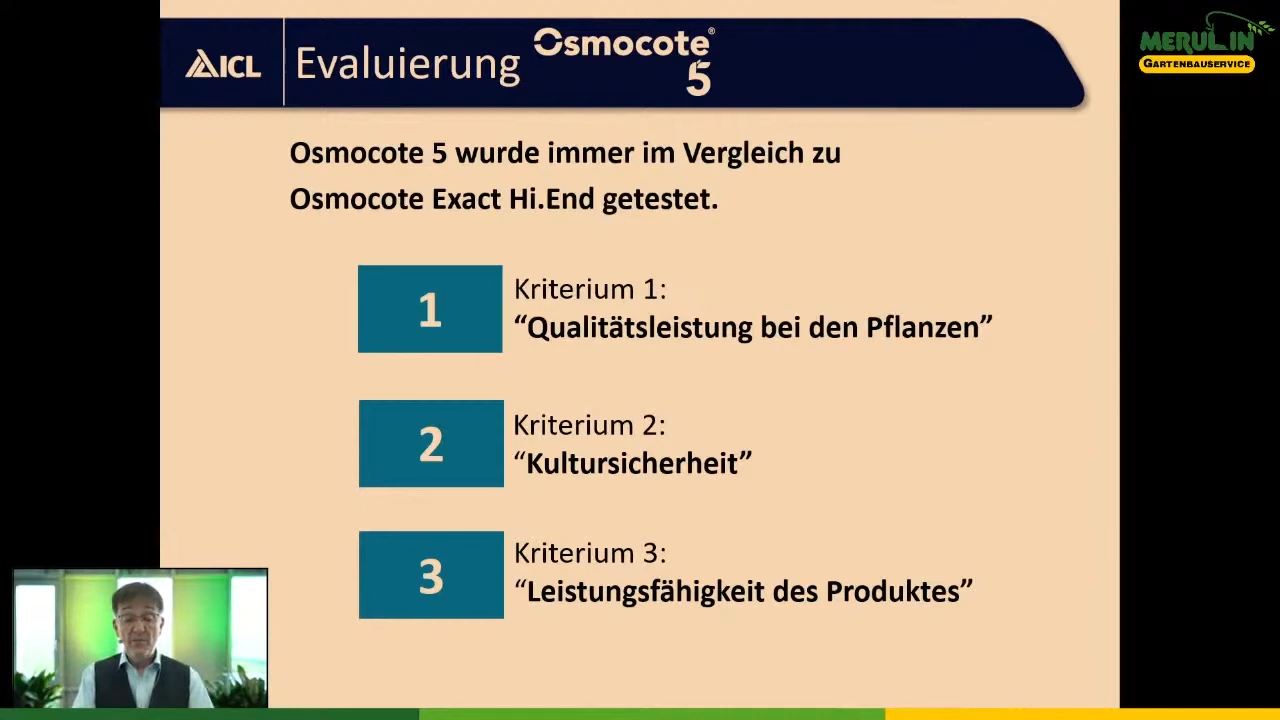 ICL
Evaluierung
Osmocote®
5
MERULIN
GARTENBAUSERVICE
Osmocote 5 wurde immer im Vergleich zu
Osmocote Exact Hi.End getestet.
1
Kriterium 1:
“Qualitätsleistung bei den Pflanzen”
2
Kriterium 2:
“Kultursicherheit”
3
Kriterium 3:
“Leistungsfähigkeit des Produktes”